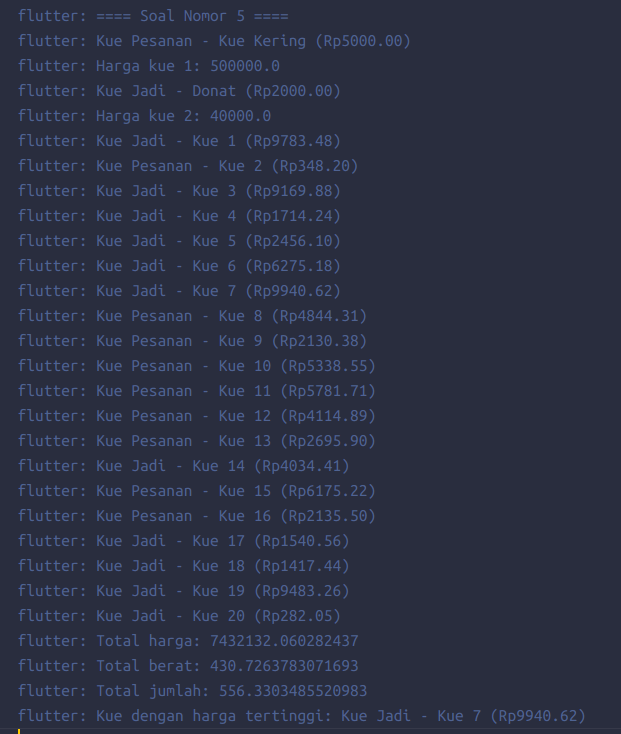 flutter: ==== Soal Nomor 5 ====
flutter: Kue Pesanan - Kue Kering (Rp5000.00)
flutter: Harga kue 1: 500000.0
flutter: Kue Jadi - Donat (Rp2000.00)
flutter: Harga kue 2: 40000.0
flutter: Kue Jadi - Kue 1 (Rp9783.48)
flutter: Kue Pesanan - Kue 2 (Rp348.20)
flutter: Kue Jadi - Kue 3 (Rp9169.88)
flutter: Kue Jadi - Kue 4 (Rp1714.24)
flutter: Kue Jadi - Kue 5 (Rp2456.10)
flutter: Kue Jadi - Kue 6 (Rp6275.18)
flutter: Kue Jadi - Kue 7 (Rp9940.62)
flutter: Kue Pesanan - Kue 8 (Rp4844.31)
flutter: Kue Pesanan - Kue 9 (Rp2130.38)
flutter: Kue Pesanan - Kue 10 (Rp5338.55)
flutter: Kue Pesanan - Kue 11 (Rp5781.71)
flutter: Kue Pesanan - Kue 12 (Rp4114.89)
flutter: Kue Pesanan - Kue 13 (Rp2695.90)
flutter: Kue Jadi - Kue 14 (Rp4034.41)
flutter: Kue Pesanan - Kue 15 (Rp6175.22)
flutter: Kue Pesanan - Kue 16 (Rp2135.50)
flutter: Kue Jadi - Kue 17 (Rp1540.56)
flutter: Kue Jadi - Kue 18 (Rp1417.44)
flutter: Kue Jadi - Kue 19 (Rp9483.26)
flutter: Kue Jadi - Kue 20 (Rp282.05)
flutter: Total harga: 7432132.060282437
flutter: Total berat: 430.7263783071693
flutter: Total jumlah: 556.3303485520983
flutter: Kue dengan harga tertinggi: Kue Jadi - Kue 7 (Rp9940.62)